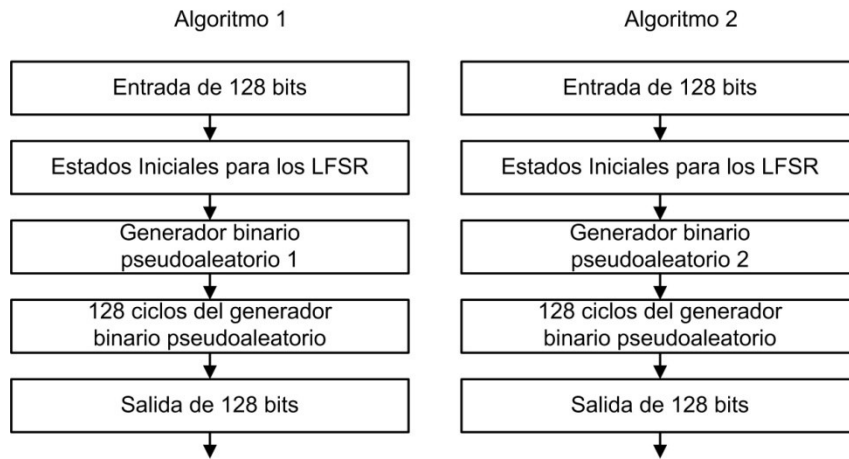 Algoritmo 1
Entrada de 128 bits
Estados Iniciales para los LFSR
Generador binario
pseudoaleatorio 1
128 ciclos del generador
binario pseudoaleatorio
Salida de 128 bits
Algoritmo 2
Entrada de 128 bits
Estados Iniciales para los LFSR
Generador binario
pseudoaleatorio 2
128 ciclos del generador
binario pseudoaleatorio
Salida de 128 bits